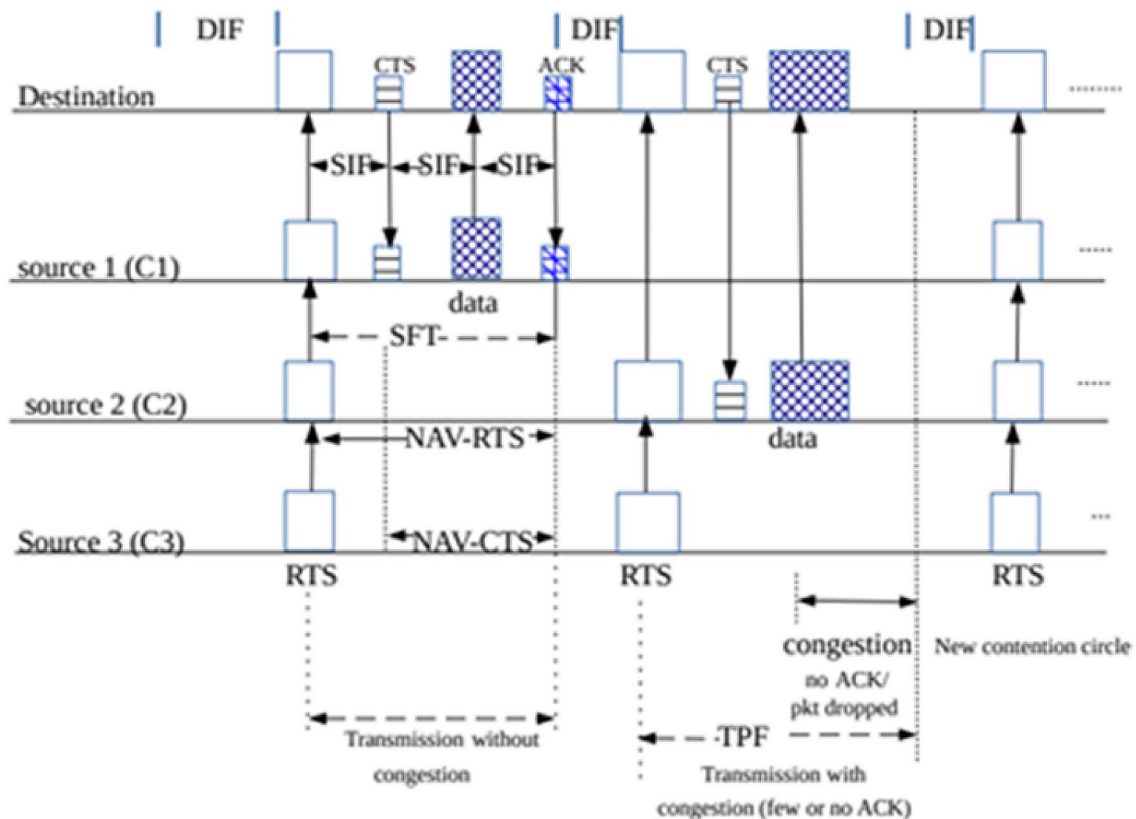 DIF DIF DIF
CTS ACK CTS
Destination ........
SIF SIF SIF
source 1 (C1) .....
data
SFT
source 2 (C2) .....
NAV-RTS data
Source 3 (C3) NAV-CTS ...
RTS RTS RTS
congestion New contention circle
no ACK/
pkt dropped
TPF
Transmission without
congestion
Transmission with
congestion (few or no ACK)